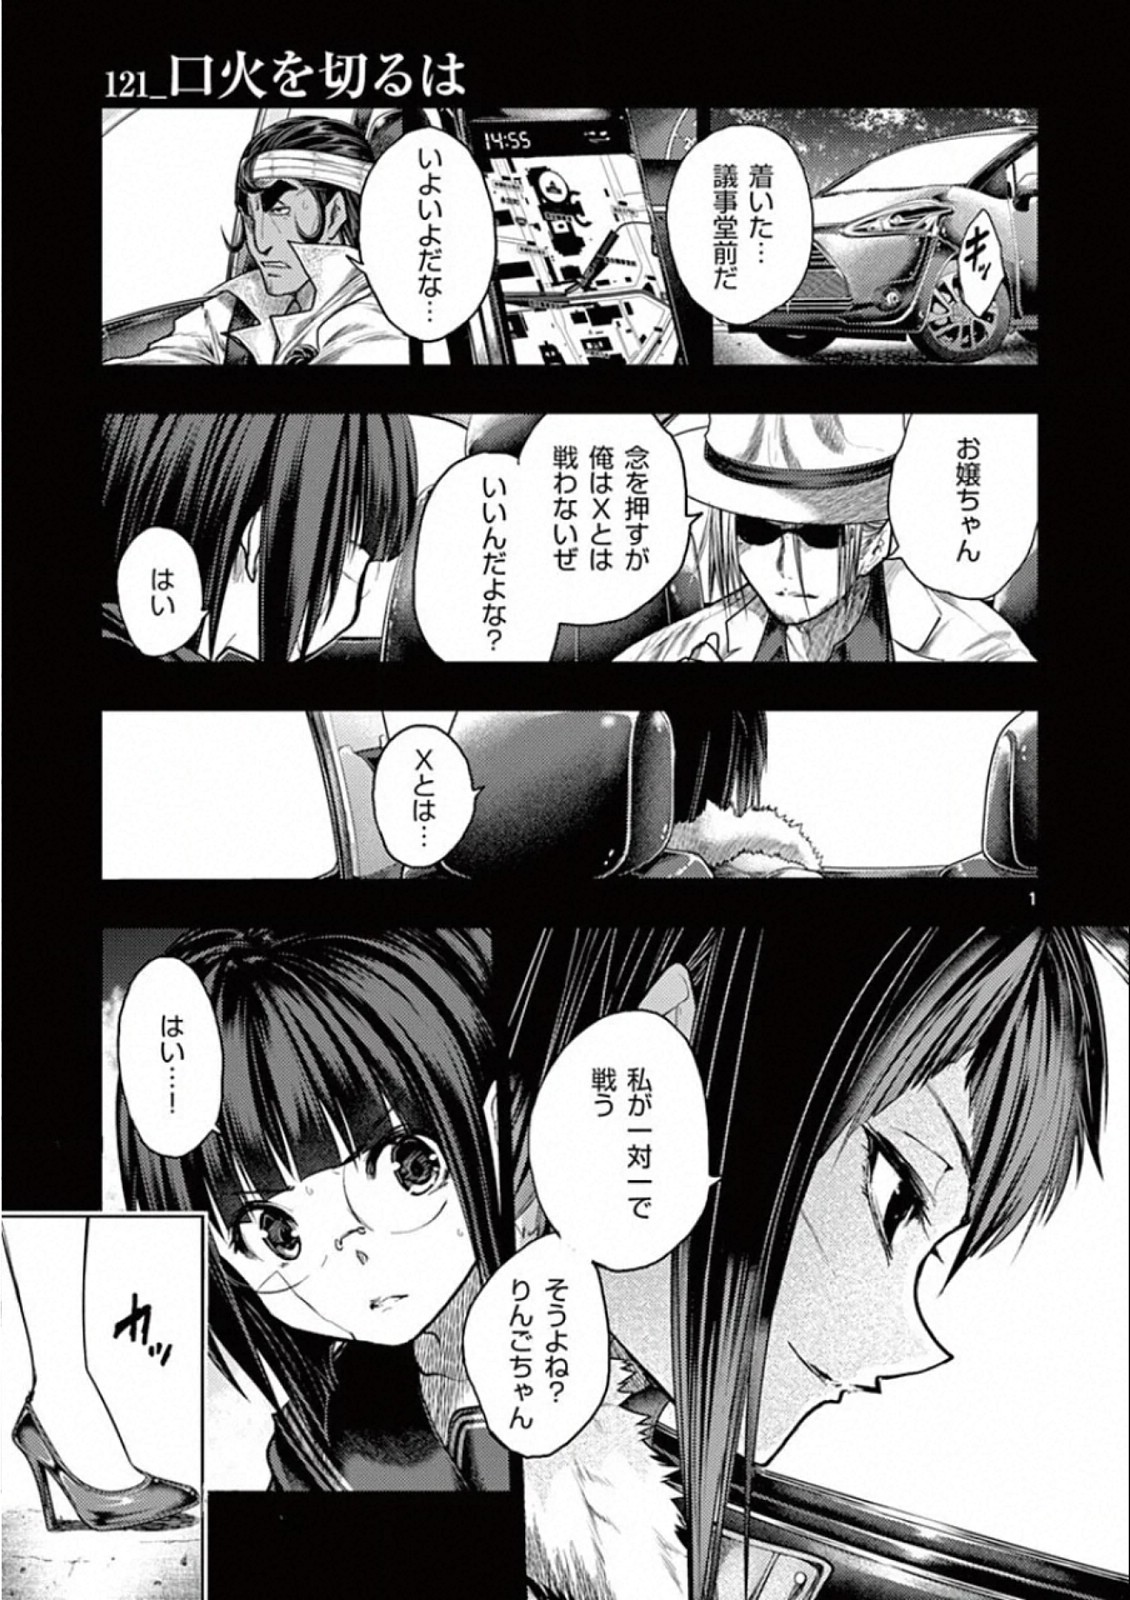 121_口火を切るは
キッ
着いた…
議事堂前だ
14:55
いよいよだな…
お嬢ちゃん
念を押すが
俺はXとは
戦わないぜ
いいんだよな?
はい
Xとは…
1
私が一対一で
戦う
そうよね?
りんごちゃん
はい…!
カッ